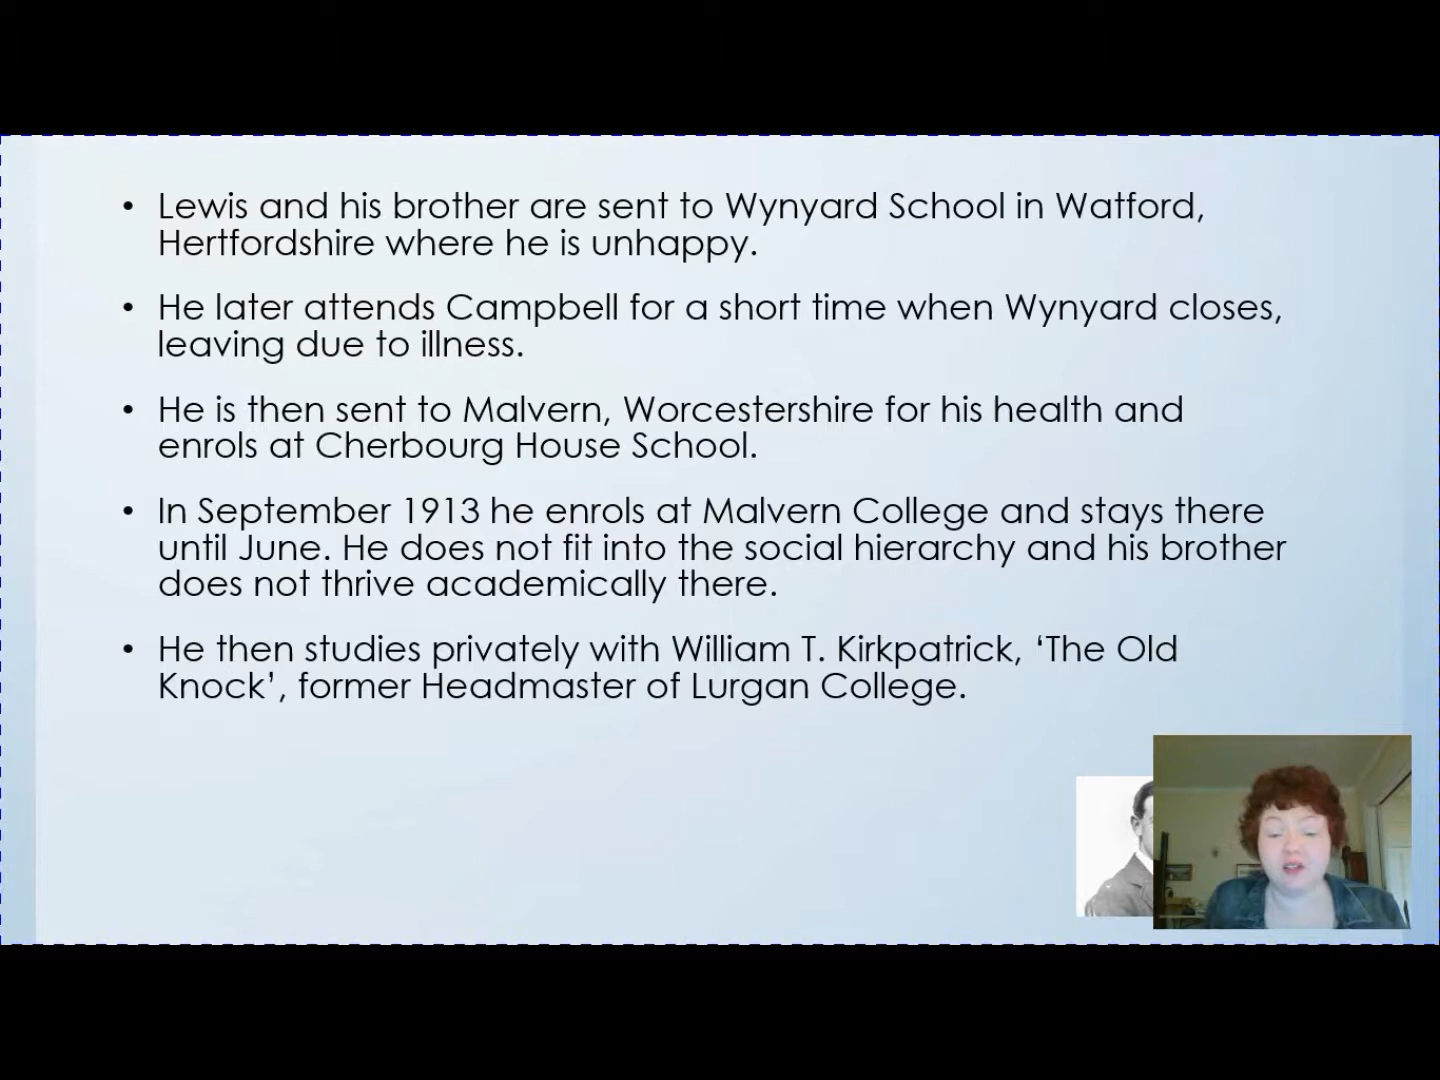 • Lewis and his brother are sent to Wynyard School in Watford,
Hertfordshire where he is unhappy.
• He later attends Campbell for a short time when Wynyard closes,
leaving due to illness.
• He is then sent to Malvern, Worcestershire for his health and
enrols at Cherbourg House School.
• In September 1913 he enrols at Malvern College and stays there
until June. He does not fit into the social hierarchy and his brother
does not thrive academically there.
• He then studies privately with William T. Kirkpatrick, ‘The Old
Knock’, former Headmaster of Lurgan College.